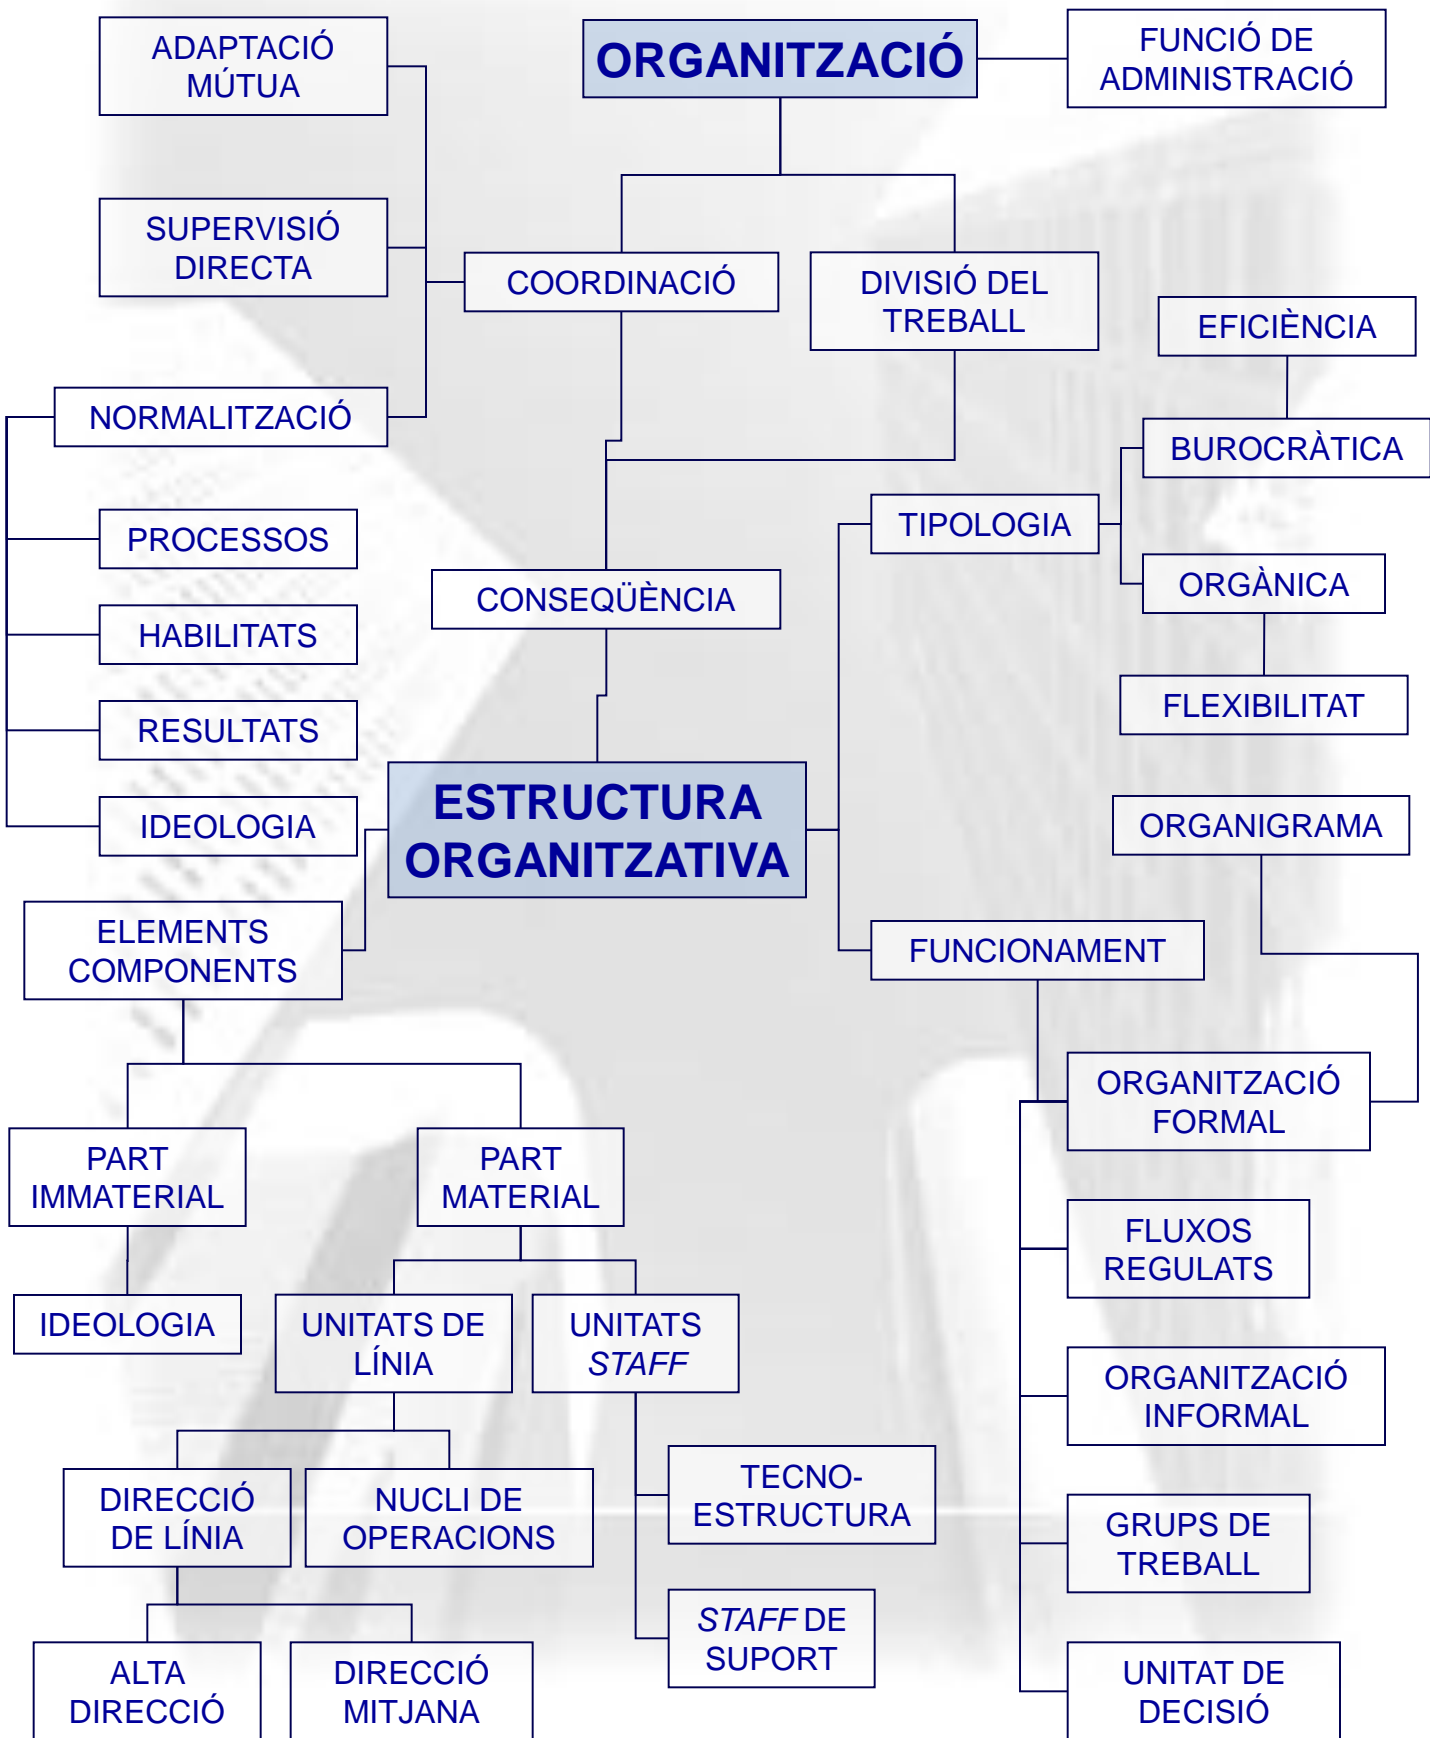 ORGANITZACIÓ
FUNCIÓ DE
ADMINISTRACIÓ
ADAPTACIÓ
MÚTUA
SUPERVISIÓ
DIRECTA
COORDINACIÓ
DIVISIÓ DEL
TREBALL
NORMALITZACIÓ
PROCESSOS
HABILITATS
RESULTATS
IDEOLOGIA
CONSEQÜÈNCIA
EFICIÈNCIA
BUROCRÀTICA
TIPOLOGIA
ORGÀNICA
FLEXIBILITAT
ESTRUCTURA
ORGANITZATIVA
ORGANIGRAMA
ELEMENTS
COMPONENTS
FUNCIONAMENT
PART
IMMATERIAL
PART
MATERIAL
IDEOLOGIA
UNITATS DE
LÍNIA
UNITATS
STAFF
DIRECCIÓ
DE LÍNIA
NUCLI DE
OPERACIONS
TECNO-
ESTRUCTURA
STAFF DE
SUPORT
ALTA
DIRECCIÓ
DIRECCIÓ
MITJANA
ORGANITZACIÓ
FORMAL
FLUXOS
REGULATS
ORGANITZACIÓ
INFORMAL
GRUPS DE
TREBALL
UNITAT DE
DECISIÓ